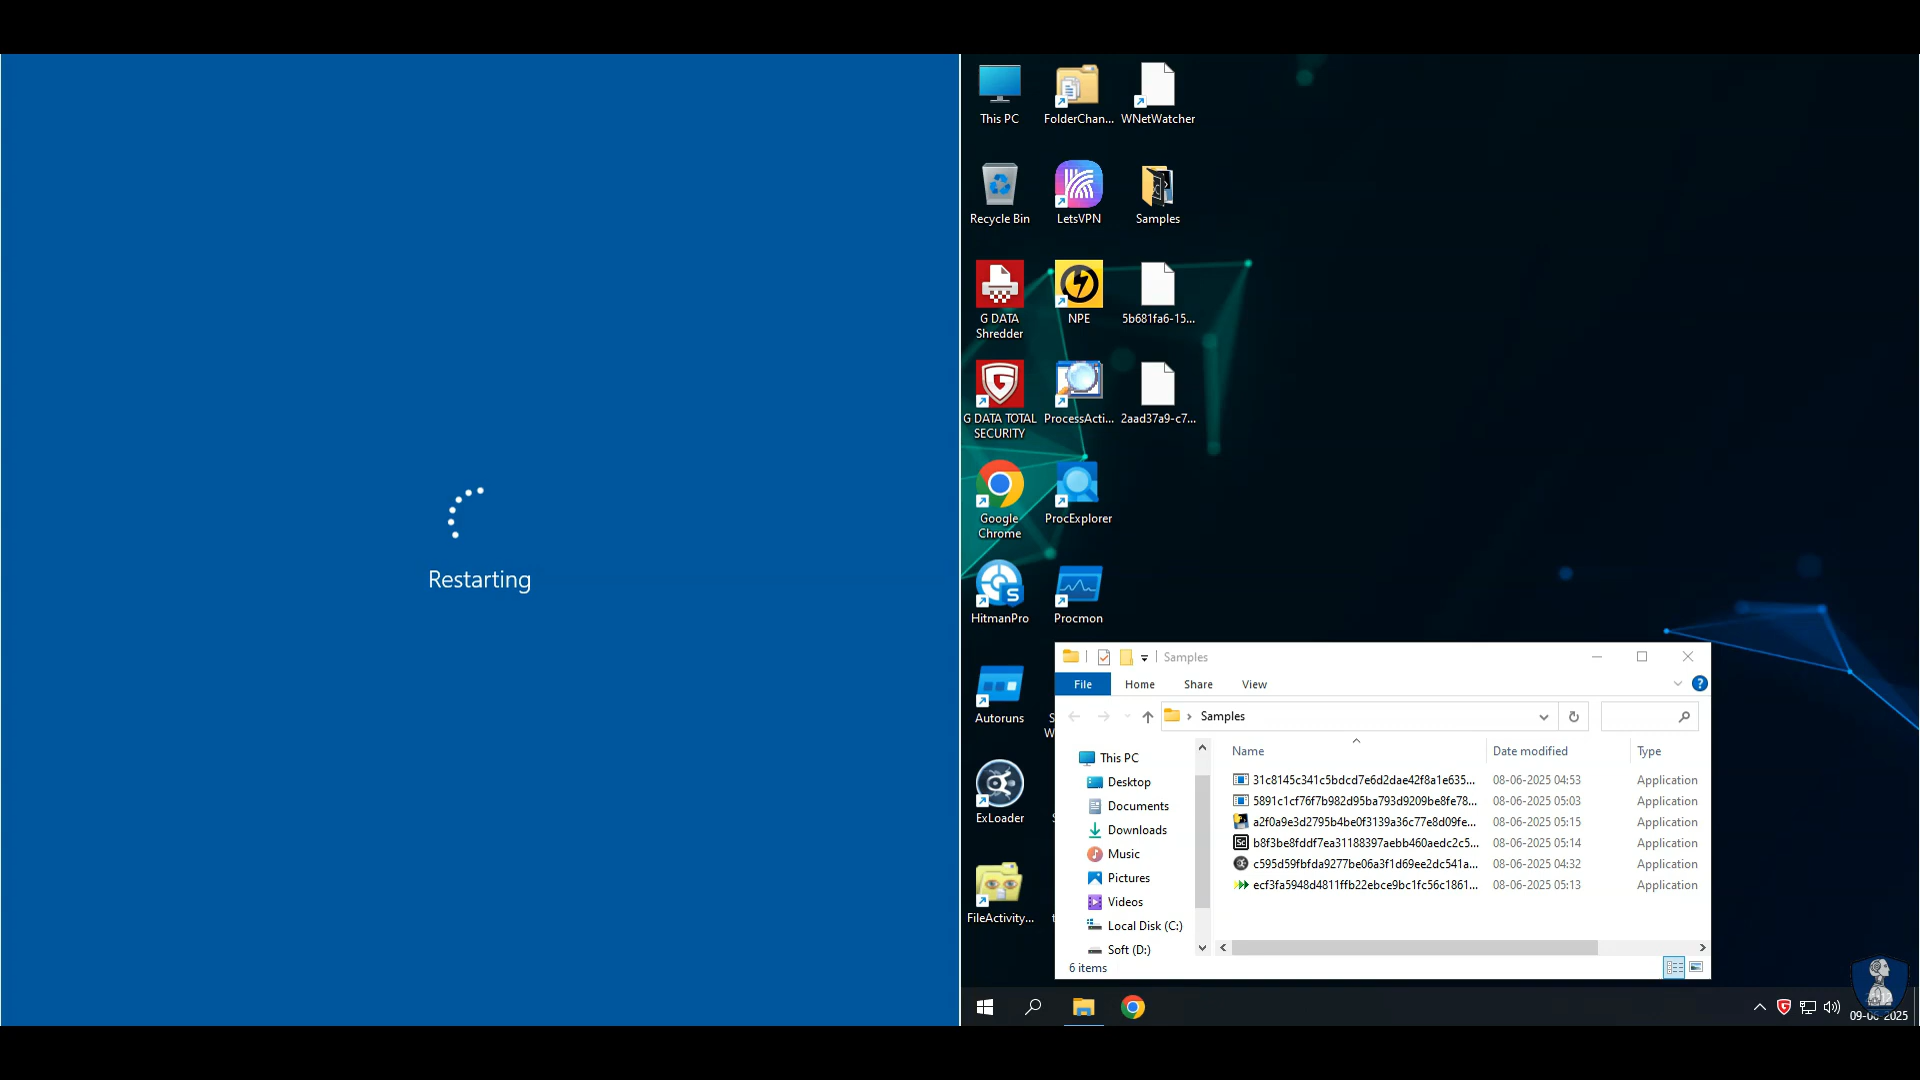 Restarting
This PC
FolderChan...
WNetWatcher
Recycle Bin
LetsVPN
Samples
G DATA
Shredder
NPE
5b681fa6-15...
G DATA TOTAL
SECURITY
ProcessActi...
2aad37a9-c7...
Google
Chrome
ProcExplorer
HitmanPro
Procmon
Autoruns
ExLoader
FileActivity...
Samples
File
Home
Share
View
Samples
Name
Date modified
Type
This PC
Desktop
Documents
Downloads
Music
Pictures
Videos
Local Disk (C:)
Soft (D:)
31c8145c341c5bdcd7e6d2dae42f8a1e635... 08-06-2025 04:53 Application
5891c1cf76f7b982d95ba793d9209be8fe78... 08-06-2025 05:03 Application
a2f0a9e3d2795b4be0f3139a36c77e8d09fe... 08-06-2025 05:15 Application
b8f3be8fddf7ea31188397aebb460aedc2c5... 08-06-2025 05:14 Application
c595d59fbfda9277be06a3f1d69ee2dc541a... 08-06-2025 04:32 Application
ecf3fa5948d4811ffb22ebce9bc1fc56c1861... 08-06-2025 05:13 Application
6 items
09-06-2025